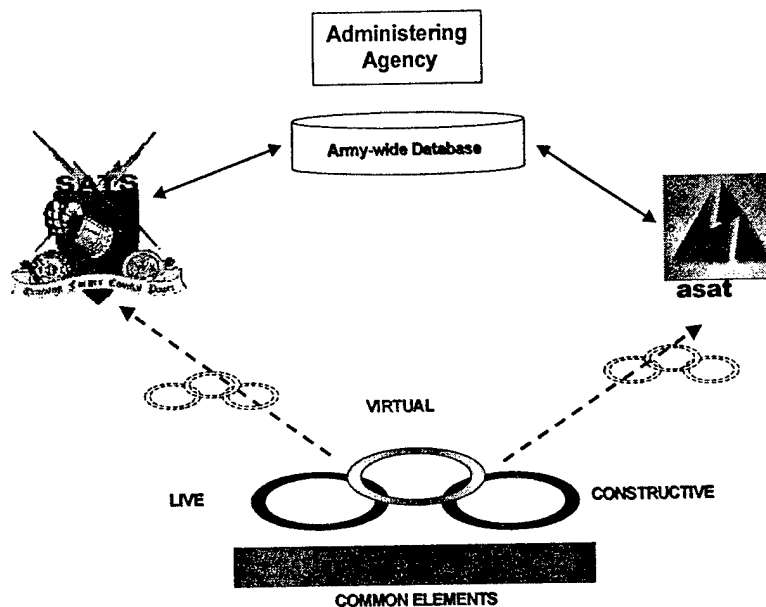 Administering
Agency
Army-wide Database
SATS
asat
VIRTUAL
LIVE
CONSTRUCTIVE
COMMON ELEMENTS